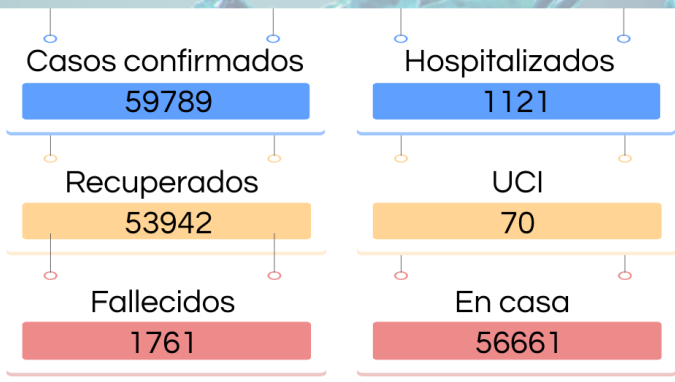 Casos confirmados
59789
Hospitalizados
1121
Recuperados
53942
UCI
70
Fallecidos
1761
En casa
56661